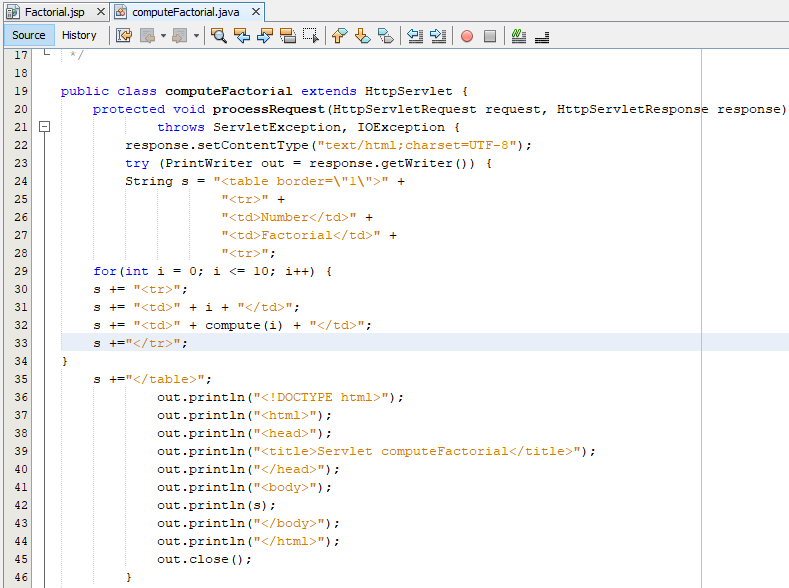 Factorial.jsp computeFactorial.java
Source History
17 */
18
19 public class computeFactorial extends HttpServlet {
20 protected void processRequest(HttpServletRequest request, HttpServletResponse response)
21 throws ServletException, IOException {
22 response.setContentType("text/html;charset=UTF-8");
23 try (PrintWriter out = response.getWriter()) {
24 String s = "<table border=\"1\">" +
25 "<tr>" +
26 "<td>Number</td>" +
27 "<td>Factorial</td>" +
28 "<tr>";
29 for(int i = 0; i <= 10; i++) {
30 s += "<tr>";
31 s += "<td>" + i + "</td>";
32 s += "<td>" + compute(i) + "</td>";
33 s +="</tr>";
34 }
35 s +="</table>";
36 out.println("<!DOCTYPE html>");
37 out.println("<html>");
38 out.println("<head>");
39 out.println("<title>Servlet computeFactorial</title>");
40 out.println("</head>");
41 out.println("<body>");
42 out.println(s);
43 out.println("</body>");
44 out.println("</html>");
45 out.close();
46 }